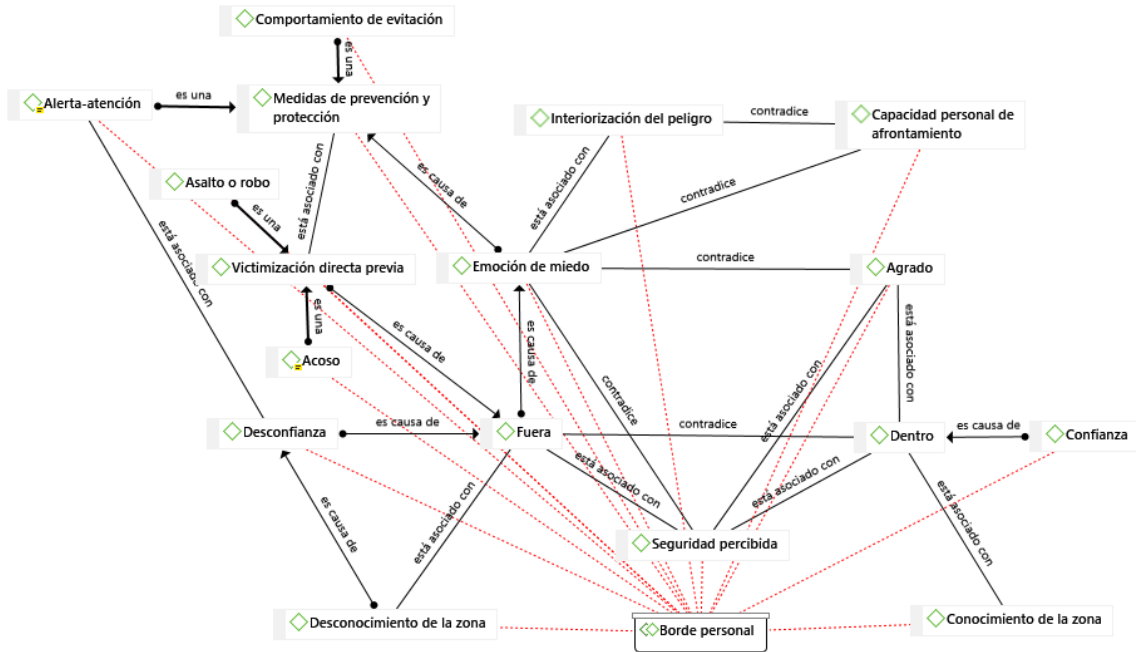 Comportamiento de evitación
es una
Alerta-atención
es una
Medidas de prevención y
protección
Interiorización del peligro
contradice
Capacidad personal de
afrontamiento
es causa de
está asociado con
está asociado con
contradice
Asalto o robo
es una
está asociado con
Victimización directa previa
Emoción de miedo
contradice
Agrado
es una
es causa de
es causa de
está asociado con
Acoso
contradice
está asociado con
Desconfianza
es causa de
Fuera
contradice
Dentro
es causa de
Confianza
está asociado con
está asociado con
es causa de
está asociado con
está asociado con
Seguridad percibida
Desconocimiento de la zona
Borde personal
Conocimiento de la zona